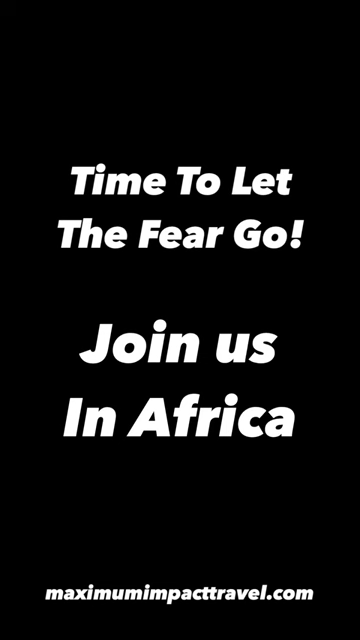 Time To Let
The Fear Go!
Join us
In Africa
maximumimpacttravel.com